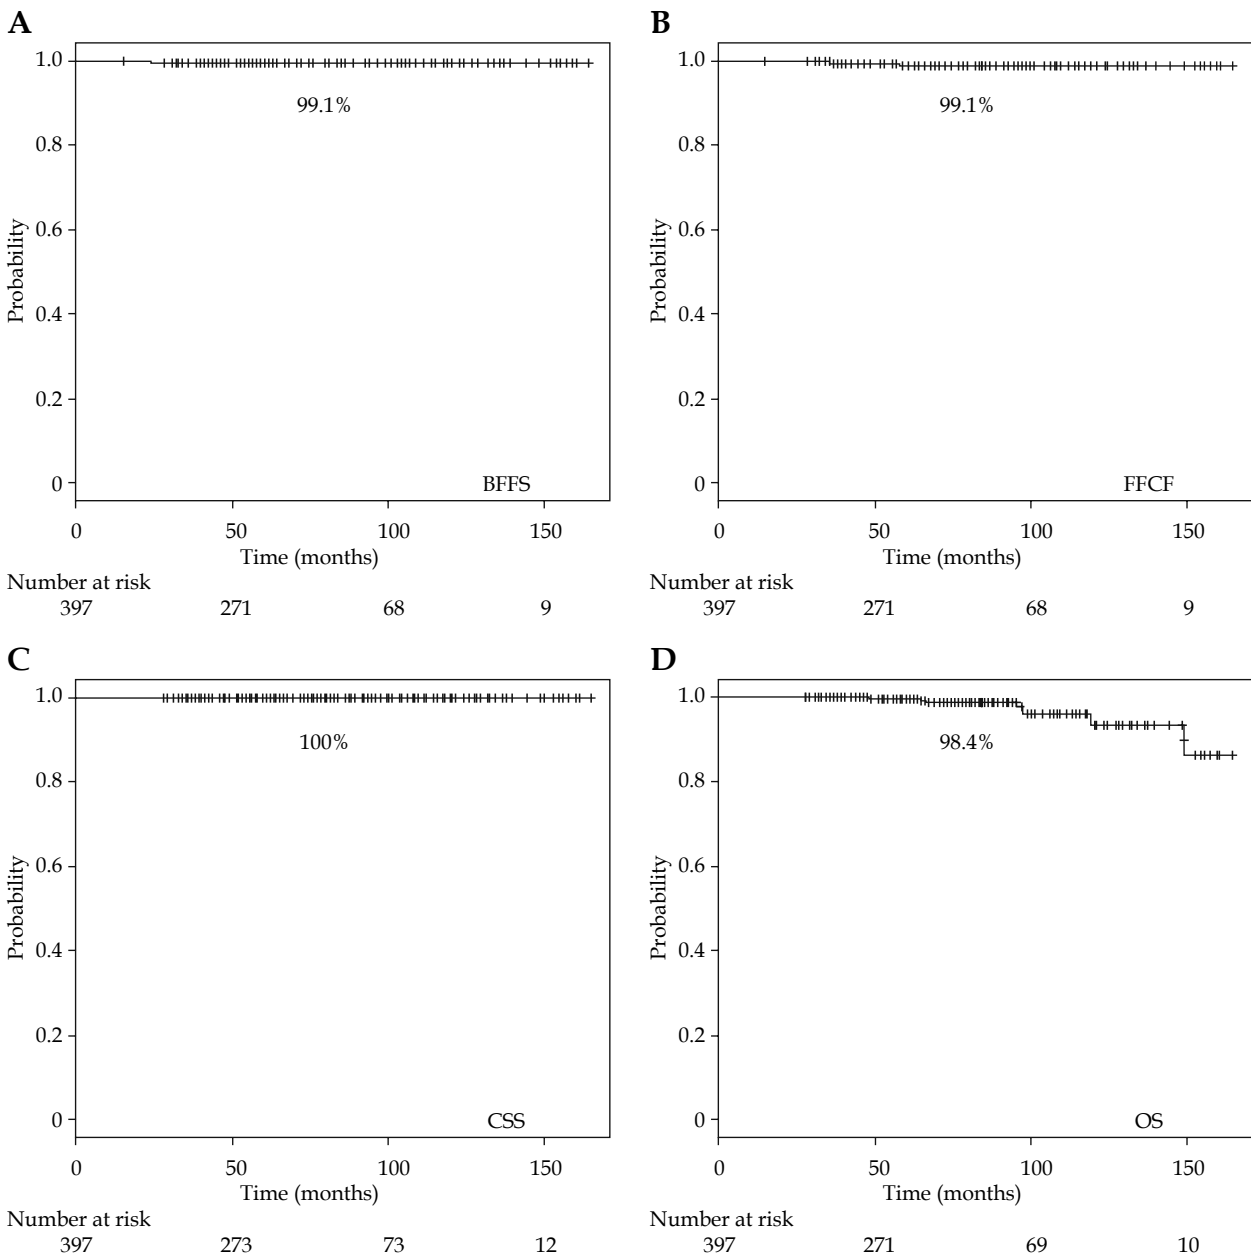 A
1.0
0.8
0.6
0.4
0.2
0
Probability
99.1%
BFFS
0 50 100 150
Time (months)
Number at risk
397 271 68 9
B
1.0
0.8
0.6
0.4
0.2
0
Probability
99.1%
FFCF
0 50 100 150
Time (months)
Number at risk
397 271 68 9
C
1.0
0.8
0.6
0.4
0.2
0
Probability
100%
CSS
0 50 100 150
Time (months)
Number at risk
397 273 73 12
D
1.0
0.8
0.6
0.4
0.2
0
Probability
98.4%
OS
0 50 100 150
Time (months)
Number at risk
397 271 69 10